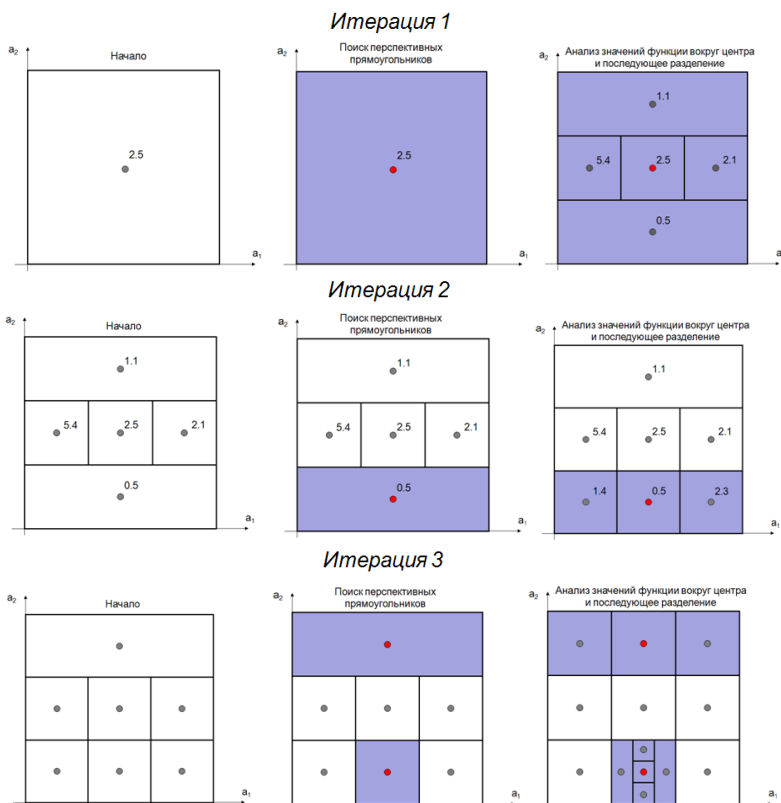 Итерация 1
a2
Начало
2.5
a1
a2
Поиск перспективных
прямоугольников
2.5
a1
a2
Анализ значений функции вокруг центра
и последующее разделение
1.1
5.4
2.5
2.1
0.5
a
Итерация 2
a2
Начало
1.1
5.4
2.5
2.1
0.5
a1
a2
Поиск перспективных
прямоугольников
1.1
5.4
2.5
2.1
0.5
a1
a2
Анализ значений функции вокруг центра
и последующее разделение
1.1
5.4
2.5
2.1
1.4
0.5
2.3
a1
Итерация 3
a2
Начало
a1
a2
Поиск перспективных
прямоугольников
a1
a2
Анализ значений функции вокруг центра
и последующее разделение
a1